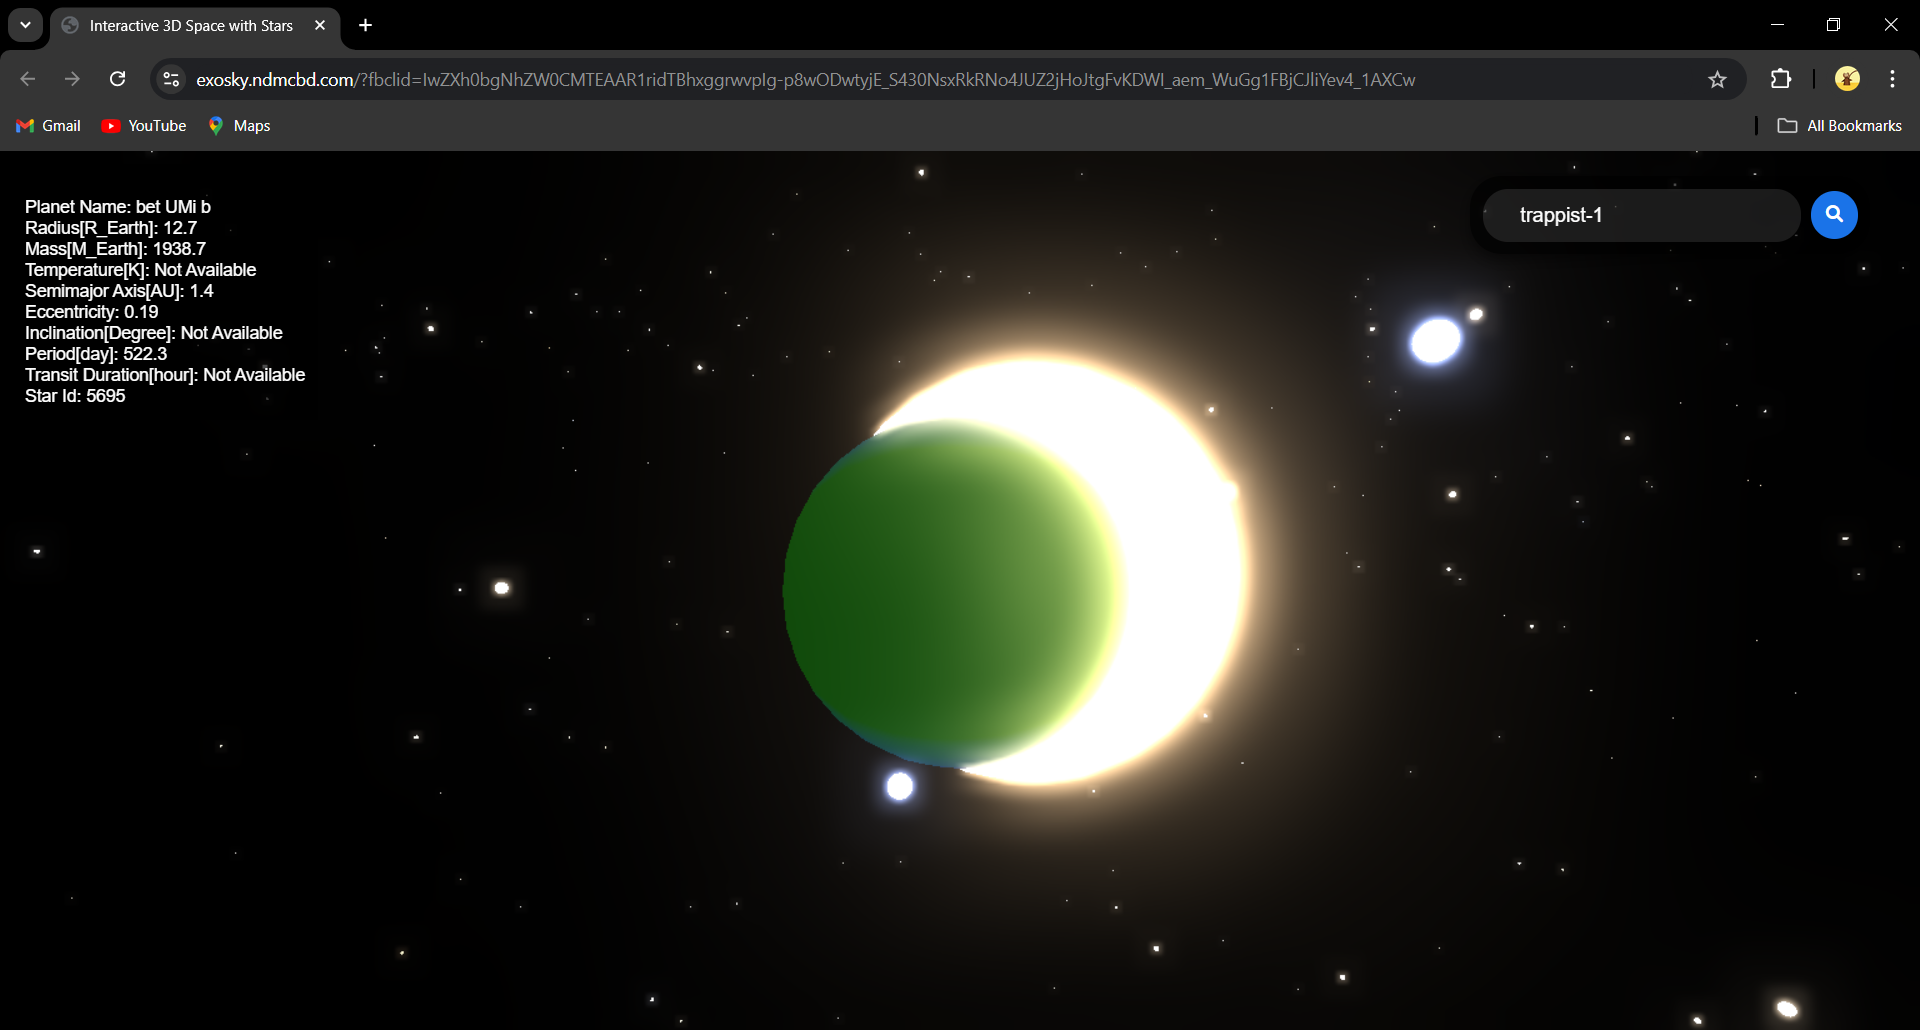 Interactive 3D Space with Stars
exosky.ndmcbd.com/?fbclid=IwZXh0bgNhZW0CMTEAAR1ridTBhxggrwvpIg-p8wODwtyjE_S430NsxRkRNo4JUZ2jHoJtgFvKDWI_aem_WuGg1FBjCJliYev4_1AXCw
Gmail YouTube Maps All Bookmarks
Planet Name: bet UMi b
Radius[R_Earth]: 12.7
Mass[M_Earth]: 1938.7
Temperature[K]: Not Available
Semimajor Axis[AU]: 1.4
Eccentricity: 0.19
Inclination[Degree]: Not Available
Period[day]: 522.3
Transit Duration[hour]: Not Available
Star Id: 5695
trappist-1